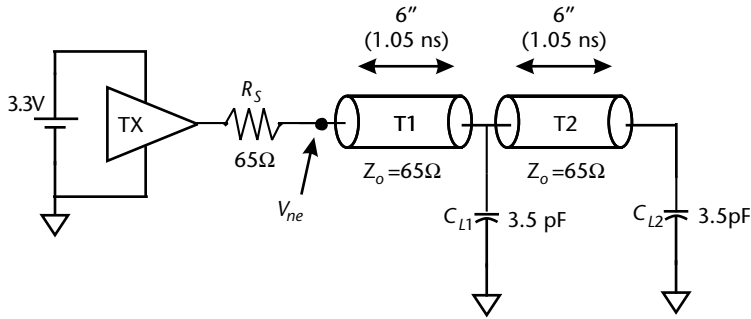 6″
(1.05 ns)
6″
(1.05 ns)
3.3V
TX
R_S
65Ω
V_ne
T1
Z_o =65Ω
T2
Z_o =65Ω
C_L1
3.5 pF
C_L2
3.5pF